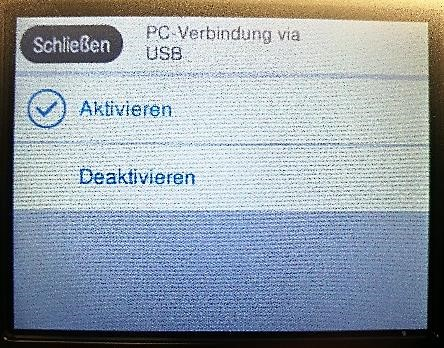 Schließen
PC-Verbindung via
USB
Aktivieren
Deaktivieren